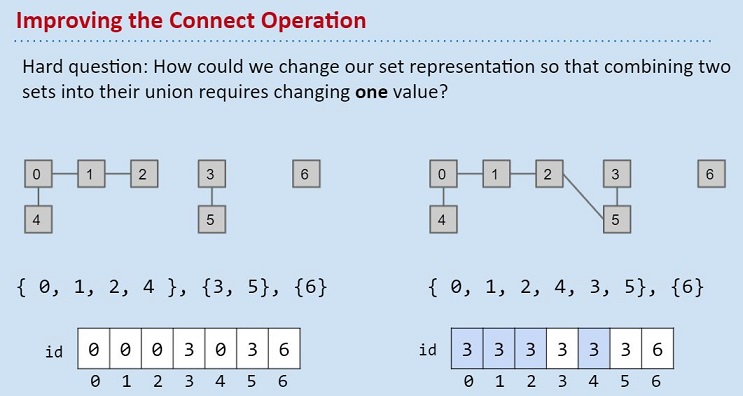 Improving the Connect Operation
Hard question: How could we change our set representation so that combining two
sets into their union requires changing one value?
0 1 2 3 6 0 1 2 3 6
4 5 4 5
{ 0, 1, 2, 4 }, {3, 5}, {6} { 0, 1, 2, 4, 3, 5}, {6}
id 0 0 0 3 0 3 6 id 3 3 3 3 3 3 6
0 1 2 3 4 5 6 0 1 2 3 4 5 6